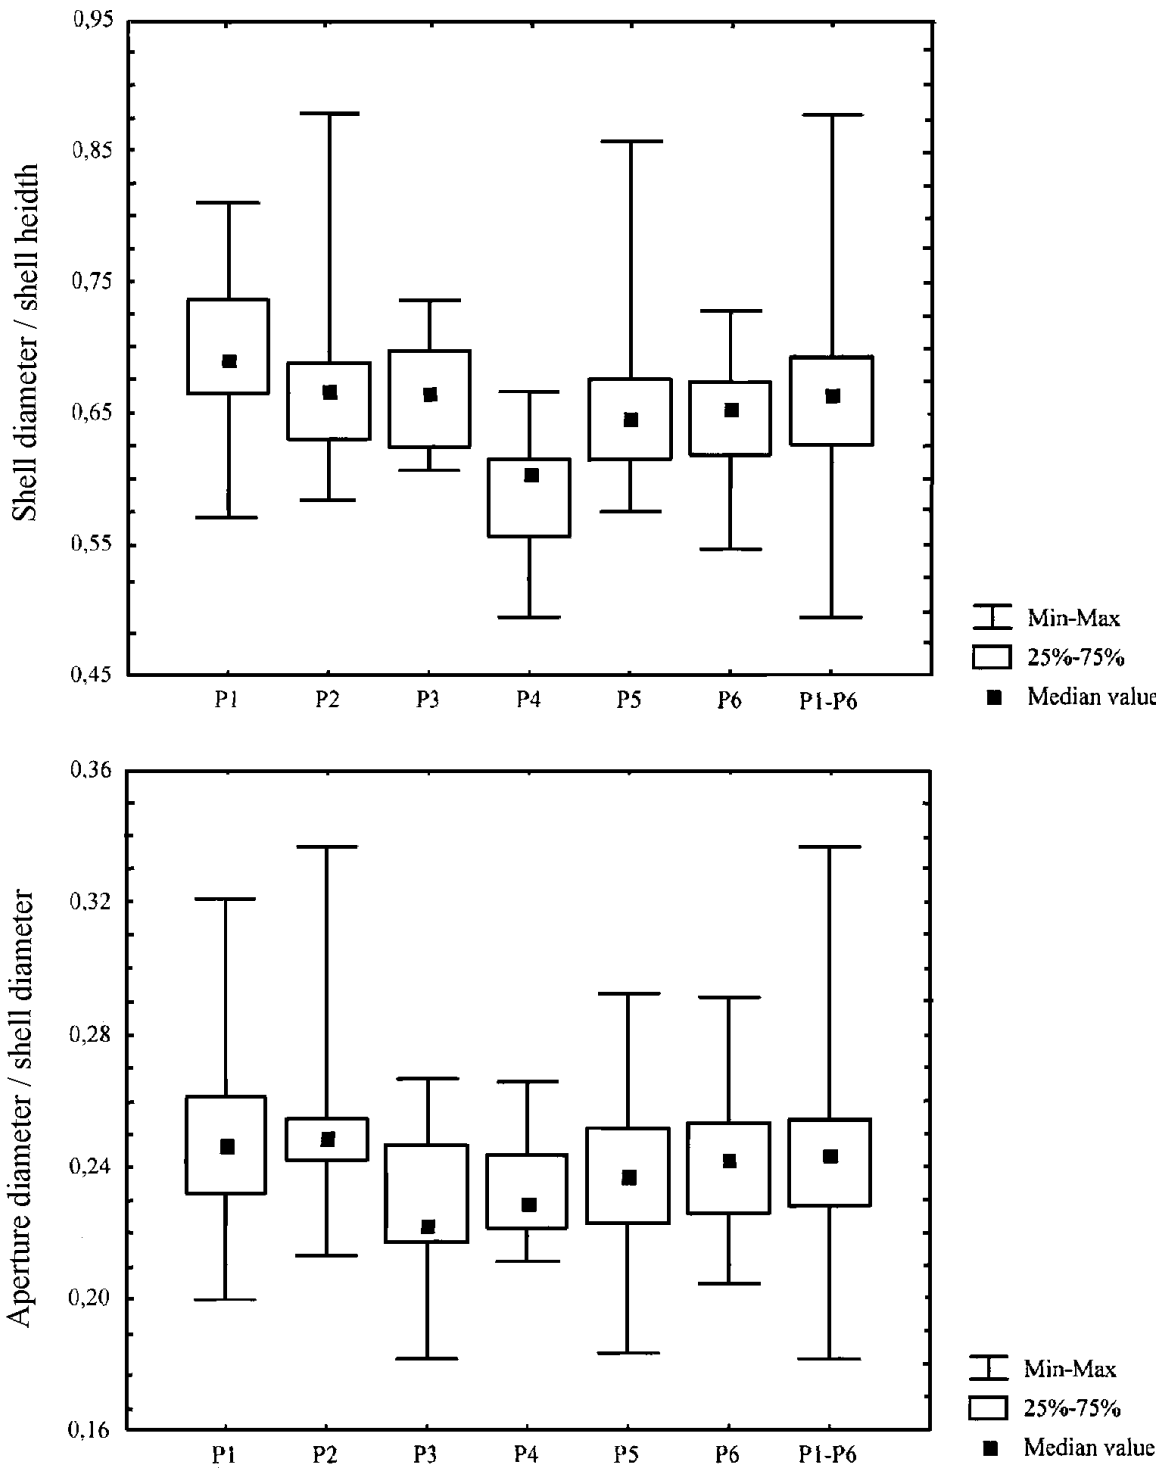 0,95
0,85
0,75
0,65
0,55
0,45
Shell diameter / shell heidth
P1 P2 P3 P4 P5 P6 P1-P6
Min-Max
25%-75%
Median value
0,36
0,32
0,28
0,24
0,20
0,16
Aperture diameter / shell diameter
P1 P2 P3 P4 P5 P6 P1-P6
Min-Max
25%-75%
Median value